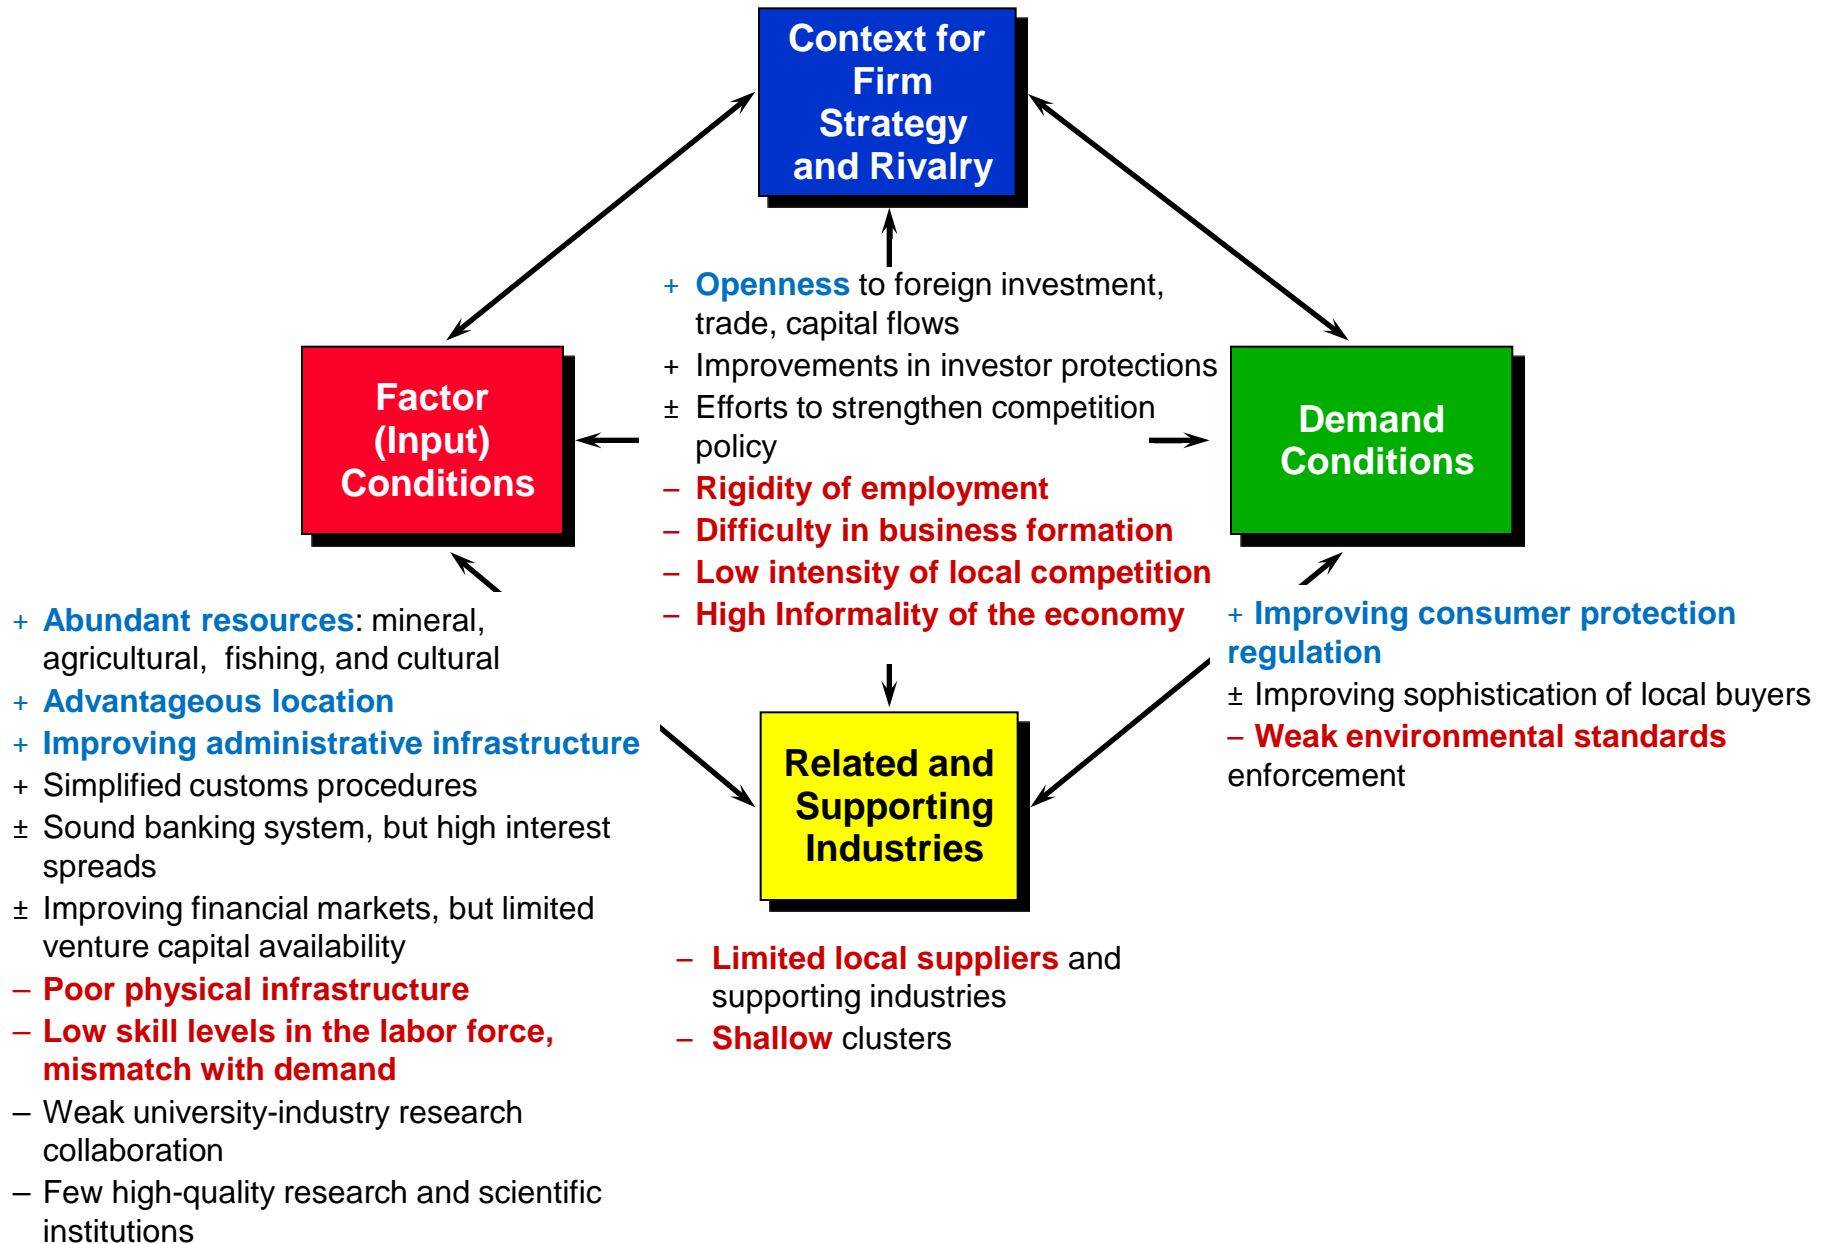 Context for
Firm
Strategy
and Rivalry
+ Openness to foreign investment,
trade, capital flows
+ Improvements in investor protections
± Efforts to strengthen competition
policy
– Rigidity of employment
– Difficulty in business formation
– Low intensity of local competition
– High Informality of the economy
Factor
(Input)
Conditions
Demand
Conditions
+ Abundant resources: mineral,
agricultural, fishing, and cultural
+ Advantageous location
+ Improving administrative infrastructure
+ Simplified customs procedures
± Sound banking system, but high interest
spreads
± Improving financial markets, but limited
venture capital availability
– Poor physical infrastructure
– Low skill levels in the labor force,
mismatch with demand
– Weak university-industry research
collaboration
– Few high-quality research and scientific
institutions
+ Improving consumer protection
regulation
± Improving sophistication of local buyers
– Weak environmental standards
enforcement
Related and
Supporting
Industries
– Limited local suppliers and
supporting industries
– Shallow clusters